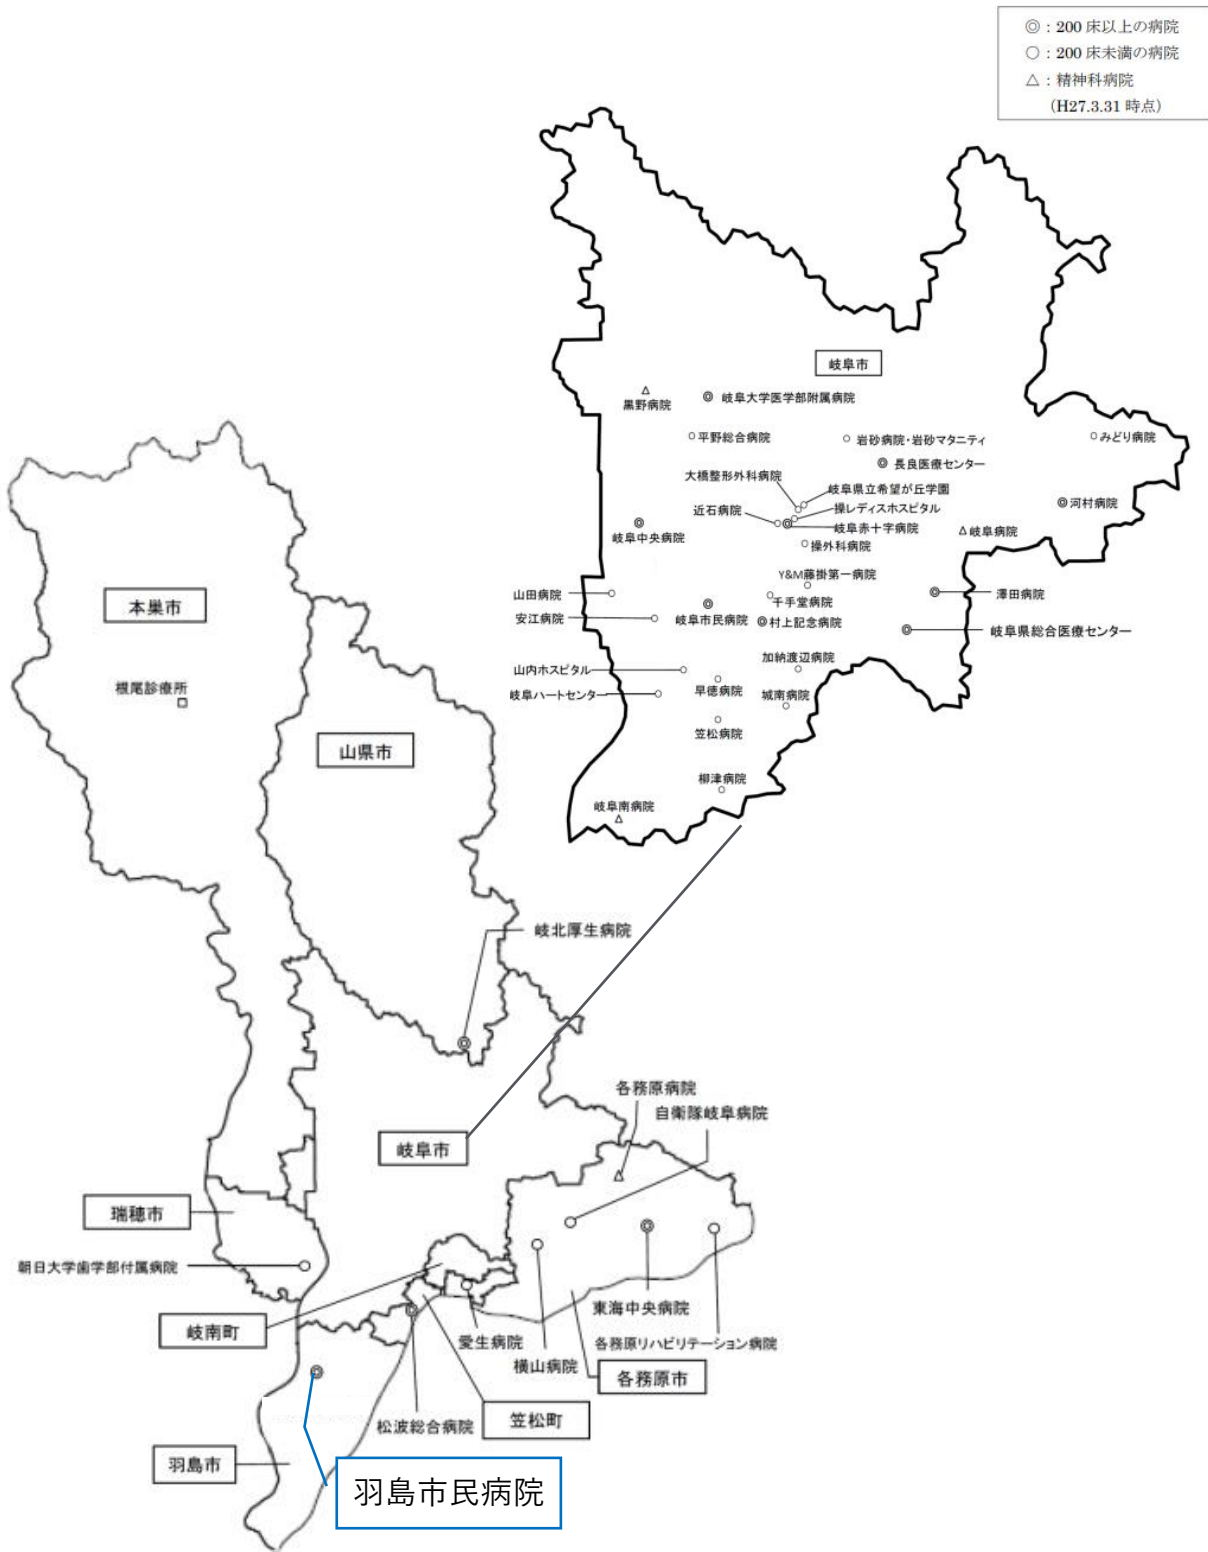 ◎：200 床以上の病院
○：200 床未満の病院
△：精神科病院
（H27.3.31 時点）
岐阜市
黒野病院
岐阜大学医学部附属病院
平野総合病院
岩砂病院・岩砂マタニティ
みどり病院
長良医療センター
大橋整形外科病院
岐阜県立希望が丘学園
河村病院
近石病院
操レディスホスピタル
岐阜赤十字病院
岐阜中央病院
岐阜病院
操外科病院
Y&M藤掛第一病院
山田病院
千手堂病院
澤田病院
安江病院
岐阜市民病院
村上記念病院
岐阜県総合医療センター
山内ホスピタル
加納渡辺病院
早徳病院
岐阜ハートセンター
城南病院
笠松病院
柳津病院
岐阜南病院
本巣市
根尾診療所
山県市
岐北厚生病院
各務原病院
自衛隊岐阜病院
岐阜市
瑞穂市
朝日大学歯学部付属病院
東海中央病院
岐南町
愛生病院
各務原リハビリテーション病院
横山病院
各務原市
松波総合病院
笠松町
羽島市
羽島市民病院